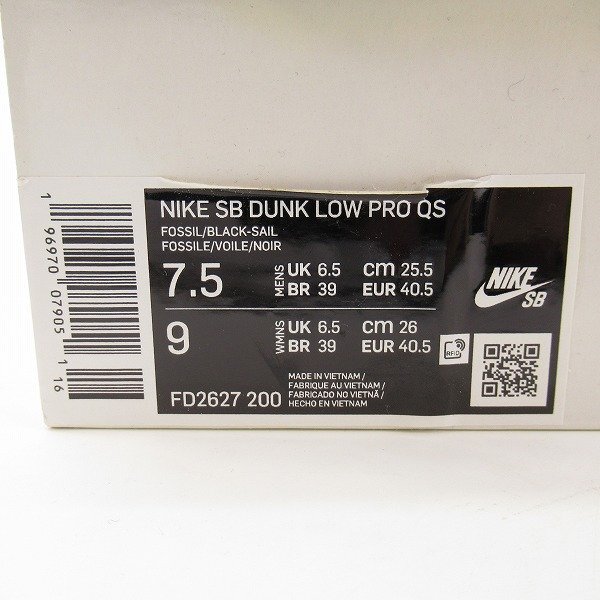 NIKE SB DUNK LOW PRO QS
FOSSIL/BLACK-SAIL
FOSSILE/VOILE/NOIR
7.5 MENS UK 6.5 CM 25.5
BR 39 EUR 40.5
9 WMNS UK 6.5 CM 26
BR 39 EUR 40.5
NIKE
SB
RFID
FD2627 200
MADE IN VIETNAM /
FABRIQUE AU VIETNAM /
FABRICADO NO VIETNÃ /
HECHO EN VIETNAM
1 96970 07905 1 16